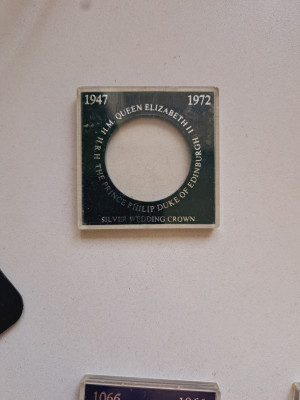 1947 1972
H.M. QUEEN ELIZABETH II
H.R.H. THE PRINCE PHILIP DUKE OF EDINBURGH
SILVER WEDDING CROWN
1066 1966